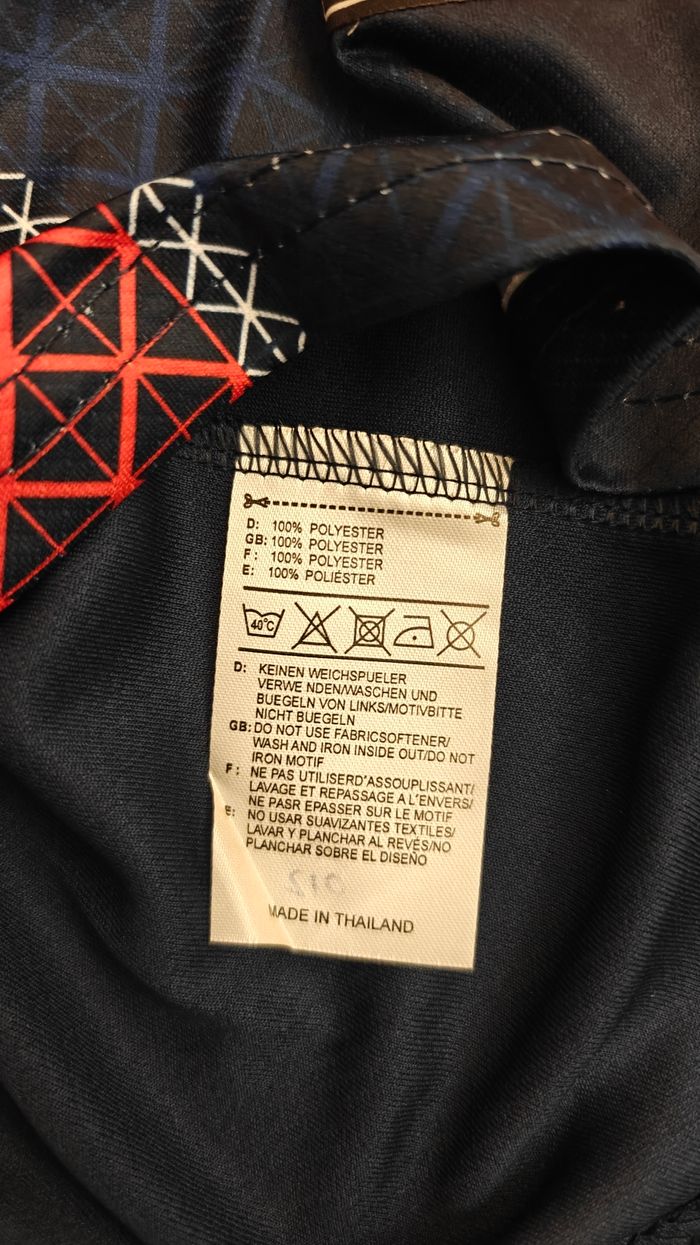 D: 100% POLYESTER
GB: 100% POLYESTER
F: 100% POLYESTER
E: 100% POLIÉSTER
40°C
D: KEINEN WEICHSPUELER
VERWE NDEN/WASCHEN UND
BUEGELN VON LINKS/MOTIVBITTE
NICHT BUEGELN
GB: DO NOT USE FABRICSOFTENER/
WASH AND IRON INSIDE OUT/DO NOT
IRON MOTIF
F: NE PAS UTILISERD'ASSOUPLISSANT/
LAVAGE ET REPASSAGE A L'ENVERS/
NE PASR EPASSER SUR LE MOTIF
E: NO USAR SUAVIZANTES TEXTILES/
LAVAR Y PLANCHAR AL REVÉS/NO
PLANCHAR SOBRE EL DISEÑO
MADE IN THAILAND